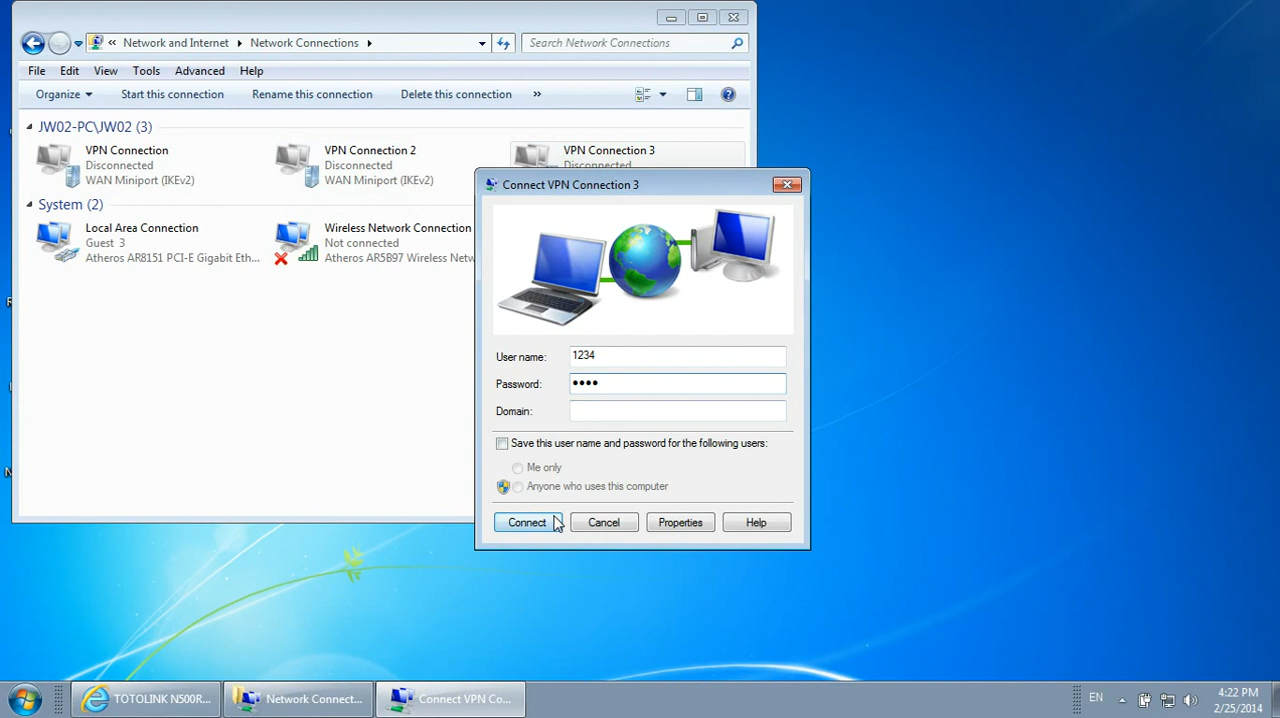 « Network and Internet Network Connections
Search Network Connections
File Edit View Tools Advanced Help
Organize Start this connection Rename this connection Delete this connection »
JW02-PC\JW02 (3)
VPN Connection
Disconnected
WAN Miniport (IKEv2)
VPN Connection 2
Disconnected
WAN Miniport (IKEv2)
VPN Connection 3
Disconnected
System (2)
Local Area Connection
Guest 3
Atheros AR8151 PCI-E Gigabit Eth...
Wireless Network Connection
Not connected
Atheros AR5B97 Wireless Netw
Connect VPN Connection 3
User name: 1234
Password: ••••
Domain:
Save this user name and password for the following users:
Me only
Anyone who uses this computer
Connect Cancel Properties Help
TOTOLINK N500R... Network Connect... Connect VPN Co...
EN
4:22 PM
2/25/2014